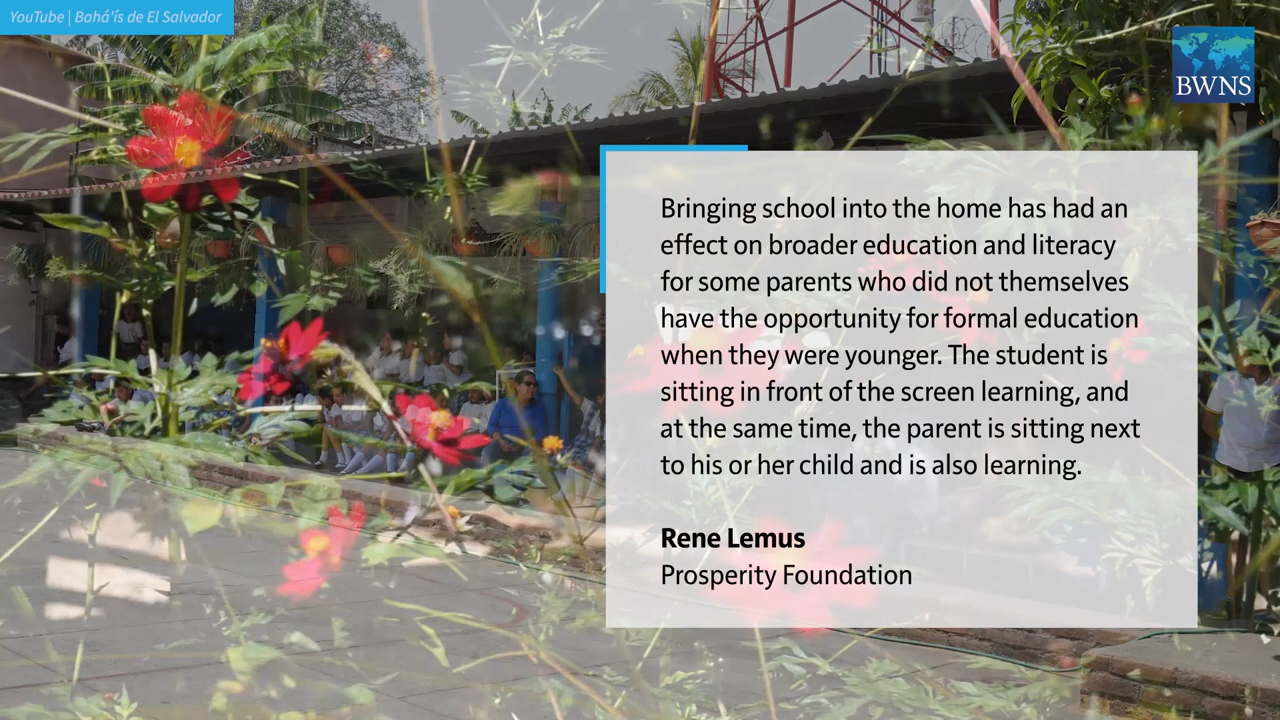 YouTube | Bahá'ís de El Salvador
BWNS
Bringing school into the home has had an
effect on broader education and literacy
for some parents who did not themselves
have the opportunity for formal education
when they were younger. The student is
sitting in front of the screen learning, and
at the same time, the parent is sitting next
to his or her child and is also learning.
Rene Lemus
Prosperity Foundation